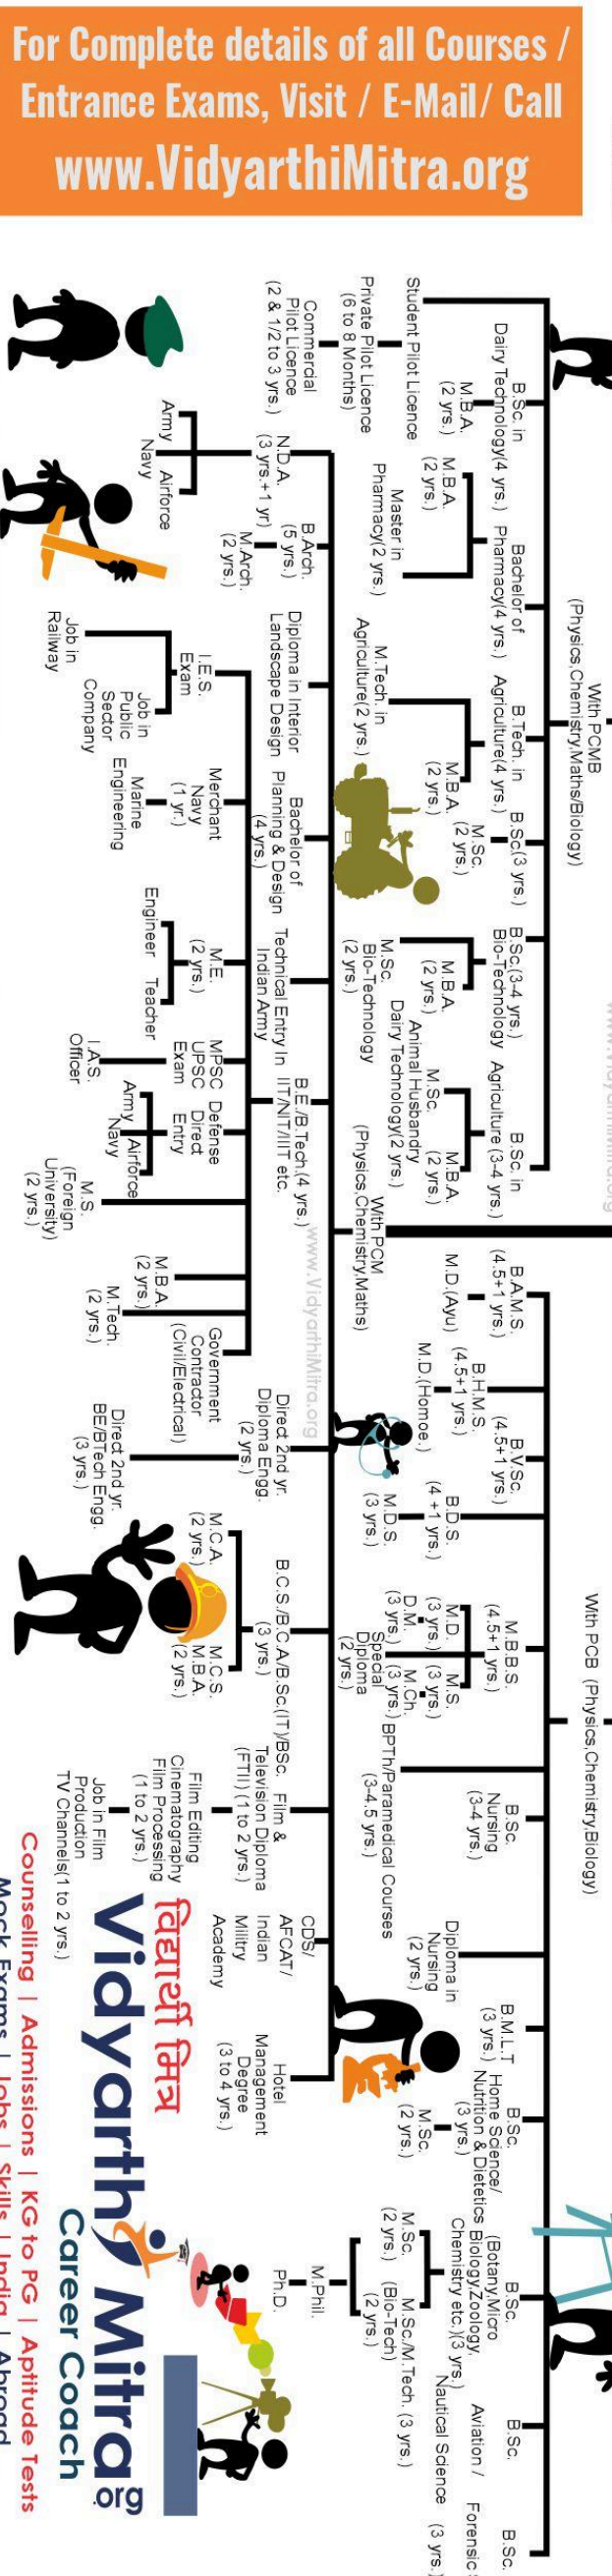 For Complete details of all Courses /
Entrance Exams, Visit / E-Mail/ Call
www.VidyarthiMitra.org
With PCMB
(Physics,Chemistry,Maths/Biology)
Student Pilot Licence
Private Pilot Licence
(6 to 8 Months)
Commercial
Pilot Licence
(2 & 1/2 to 3 yrs.)
B.Sc. in
Dairy Technology(4 yrs.)
M.B.A.
(2 yrs.)
Bachelor of
Pharmacy(4 yrs.)
M.B.A.
(2 yrs.)
Master in
Pharmacy(2 yrs.)
B.Tech. in
Agriculture(4 yrs.)
M.Tech. in
Agriculture(2 yrs.)
M.B.A.
(2 yrs.)
B.Sc.(3 yrs.)
M.Sc.
(2 yrs.)
B.Sc.(3-4 yrs.)
Bio-Technology
M.Sc.
Bio-Technology
(2 yrs.)
M.B.A.
(2 yrs.)
B.Sc. in
Agriculture (3-4 yrs.)
M.Sc.
Animal Husbandry
Dairy Technology(2 yrs.)
M.B.A.
(2 yrs.)
With PCB (Physics,Chemistry,Biology)
B.A.M.S.
(4.5+1 yrs.)
M.D.(Ayu)
B.H.M.S.
(4.5+1 yrs.)
M.D.(Homoe.)
B.V.Sc.
(4.5+1 yrs.)
B.D.S.
(4 +1 yrs.)
M.D.S.
(3 yrs.)
M.B.B.S.
(4.5+1 yrs.)
M.D.
(3 yrs.)
D.M.
(3 yrs.)
M.S.
(3 yrs.)
M.Ch.
(3 yrs.)
Special
Diploma
(2 yrs.)
BPTh/Paramedical Courses
(3-4.5 yrs.)
B.Sc.
Nursing
(3-4 yrs.)
Diploma in
Nursing
(2 yrs.)
B.M.L.T
(3 yrs.)
B.Sc.
Home Science/
Nutrition & Dietetics
(3 yrs.)
M.Sc.
(2 yrs.)
B.Sc.
(Botany,Micro
Biology,Zoology,
Chemistry etc.)(3 yrs.)
M.Sc.
(2 yrs.)
M.Sc./M.Tech. (3 yrs.)
(Bio-Tech)
(2 yrs.)
M.Phil.
Ph.D.
B.Sc.
Aviation /
Nautical Science
B.Sc.
Forensic
(3 yrs.)
With PCM
(Physics,Chemistry,Maths)
N.D.A.
(3 yrs.+1 yr)
Army
Airforce
Navy
B.Arch.
(5 yrs.)
M.Arch.
(2 yrs.)
Diploma in Interior
Landscape Design
Bachelor of
Planning & Design
(4 yrs.)
Technical Entry In
Indian Army
B.E./B.Tech.(4 yrs.)
IIT/NIT/IIIT etc.
I.E.S.
Exam
Job in
Railway
Job in
Public
Sector
Company
Merchant
Navy
(1 yr.)
Marine
Engineering
M.E.
(2 yrs.)
Engineer
Teacher
MPSC
UPSC
Exam
I.A.S.
Officer
Defense
Direct
Entry
Army
Airforce
Navy
M.S.
(Foreign
University)
(2 yrs.)
M.B.A.
(2 yrs.)
M.Tech.
(2 yrs.)
Government
Contractor
(Civil/Electrical)
www.VidyarthiMitra.org
Direct 2nd yr.
Diploma Engg.
(2 yrs.)
Direct 2nd yr.
BE/BTech Engg.
(3 yrs.)
B.C.S./B.C.A/B.Sc.(IT)/BSc.
(3 yrs.)
M.C.A.
(2 yrs.)
M.C.S.
M.B.A.
(2 yrs.)
Film &
Television Diploma
(FTII) (1 to 2 yrs.)
Film Editing
Cinematography
Film Processing
(1 to 2 yrs.)
Job in Film
Production
TV Channels(1 to 2 yrs.)
CDS/
AFCAT/
Indian
Militry
Academy
Hotel
Management
Degree
(3 to 4 yrs.)
विद्यार्थी मित्र
Vidyarthi Mitra.org
Career Coach
Counselling | Admissions | KG to PG | Aptitude Tests
Mock Exams | Jobs | Skills | India | Abroad